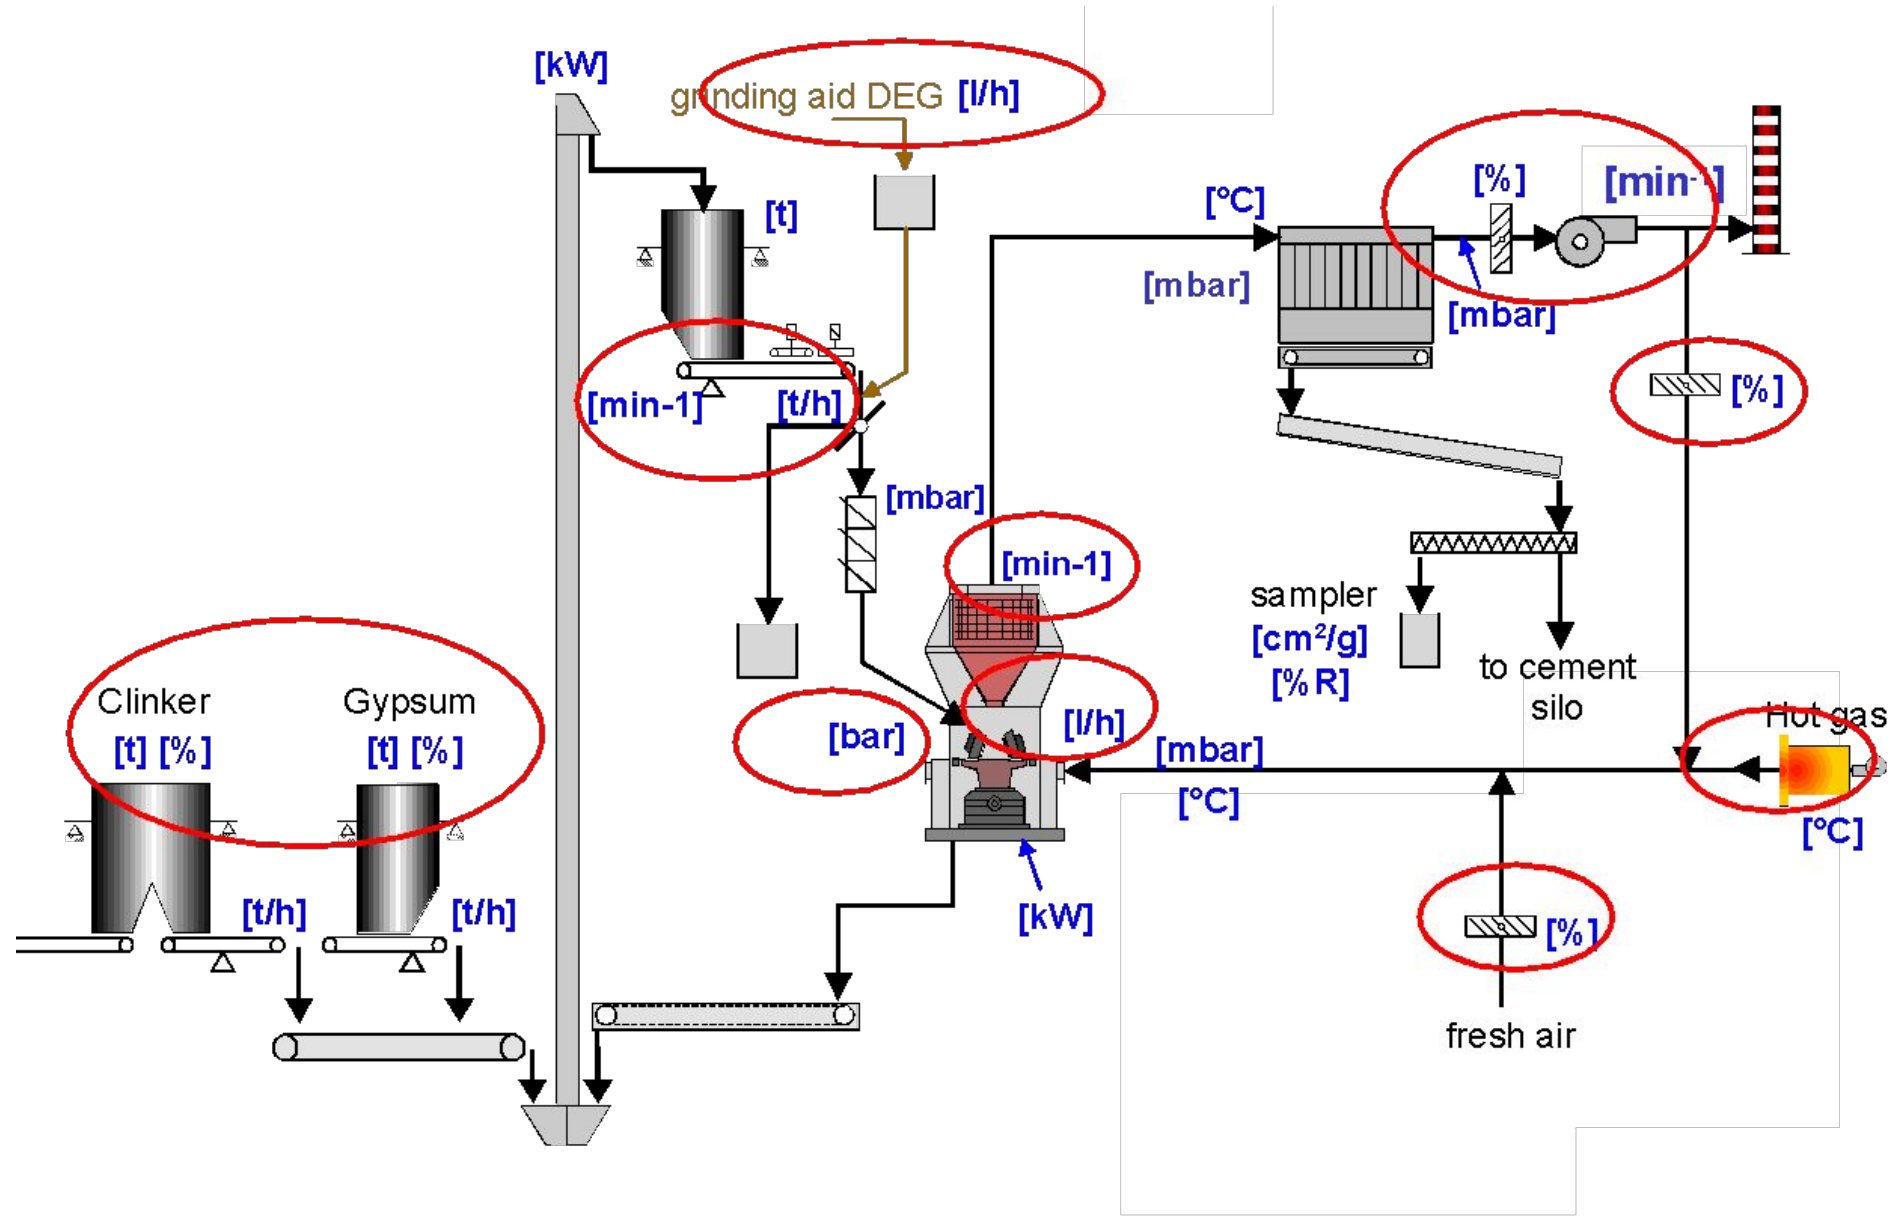 [kW]
grinding aid DEG [l/h]
[t]
[°C]
[%]
[min-1]
[mbar]
[mbar]
[min-1] [t/h]
[%]
[mbar]
[min-1]
sampler
[cm²/g]
[% R]
to cement
silo
Clinker
[t] [%]
Gypsum
[t] [%]
[bar]
[l/h]
[mbar]
[°C]
Hot gas
[°C]
[t/h]
[t/h]
[kW]
[%]
fresh air